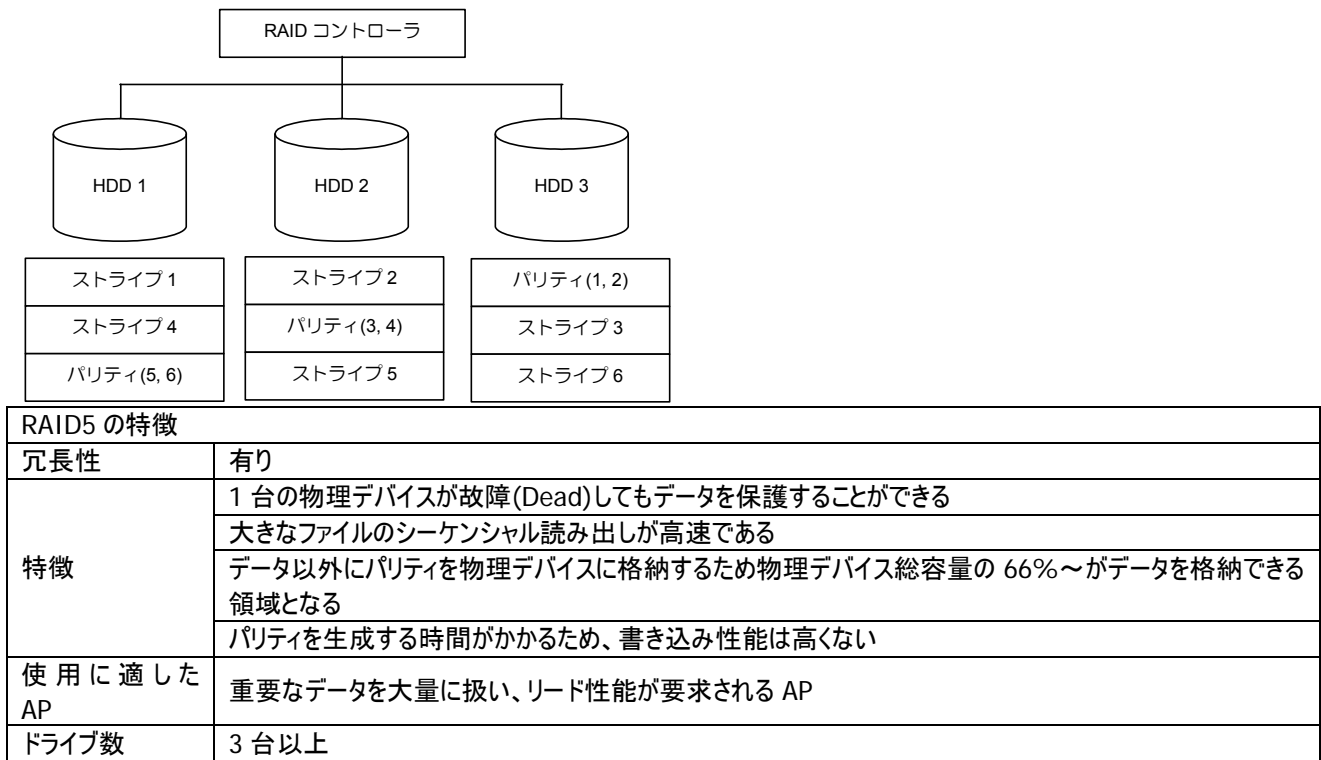 RAID コントローラ
HDD 1
HDD 2
HDD 3
ストライプ 1
ストライプ 2
パリティ(1, 2)
ストライプ 4
パリティ(3, 4)
ストライプ 3
パリティ(5, 6)
ストライプ 5
ストライプ 6
RAID5 の特徴
冗長性
有り
特徴
1 台の物理デバイスが故障(Dead)してもデータを保護することができる
大きなファイルのシーケンシャル読み出しが高速である
データ以外にパリティを物理デバイスに格納するため物理デバイス総容量の 66%～がデータを格納できる
領域となる
パリティを生成する時間がかかるため、書き込み性能は高くない
使用に適した
AP
重要なデータを大量に扱い、リード性能が要求される AP
ドライブ数
3 台以上